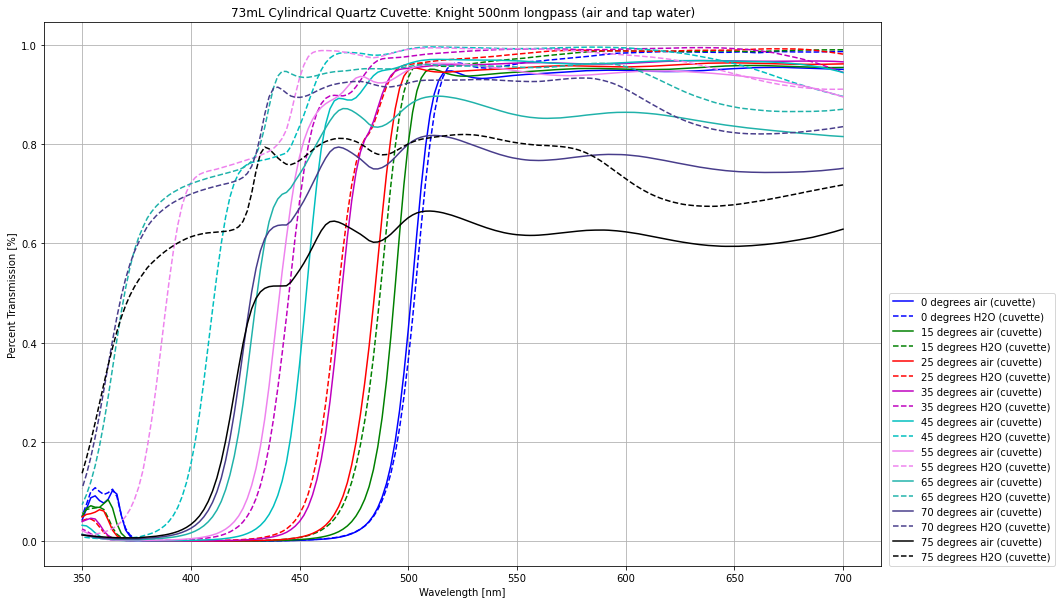 73mL Cylindrical Quartz Cuvette: Knight 500nm longpass (air and tap water)
Percent Transmission [%]
1.0
0.8
0.6
0.4
0.2
0.0
350 400 450 500 550 600 650 700
Wavelength [nm]
0 degrees air (cuvette)
0 degrees H2O (cuvette)
15 degrees air (cuvette)
15 degrees H2O (cuvette)
25 degrees air (cuvette)
25 degrees H2O (cuvette)
35 degrees air (cuvette)
35 degrees H2O (cuvette)
45 degrees air (cuvette)
45 degrees H2O (cuvette)
55 degrees air (cuvette)
55 degrees H2O (cuvette)
65 degrees air (cuvette)
65 degrees H2O (cuvette)
70 degrees air (cuvette)
70 degrees H2O (cuvette)
75 degrees air (cuvette)
75 degrees H2O (cuvette)